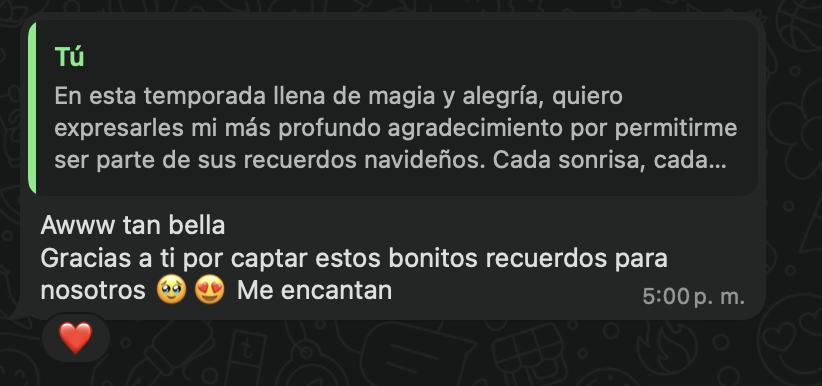 Tú
En esta temporada llena de magia y alegría, quiero
expresarles mi más profundo agradecimiento por permitirme
ser parte de sus recuerdos navideños. Cada sonrisa, cada...
Awww tan bella
Gracias a ti por captar estos bonitos recuerdos para
nosotros 🥹😍 Me encantan
5:00 p. m.
❤️